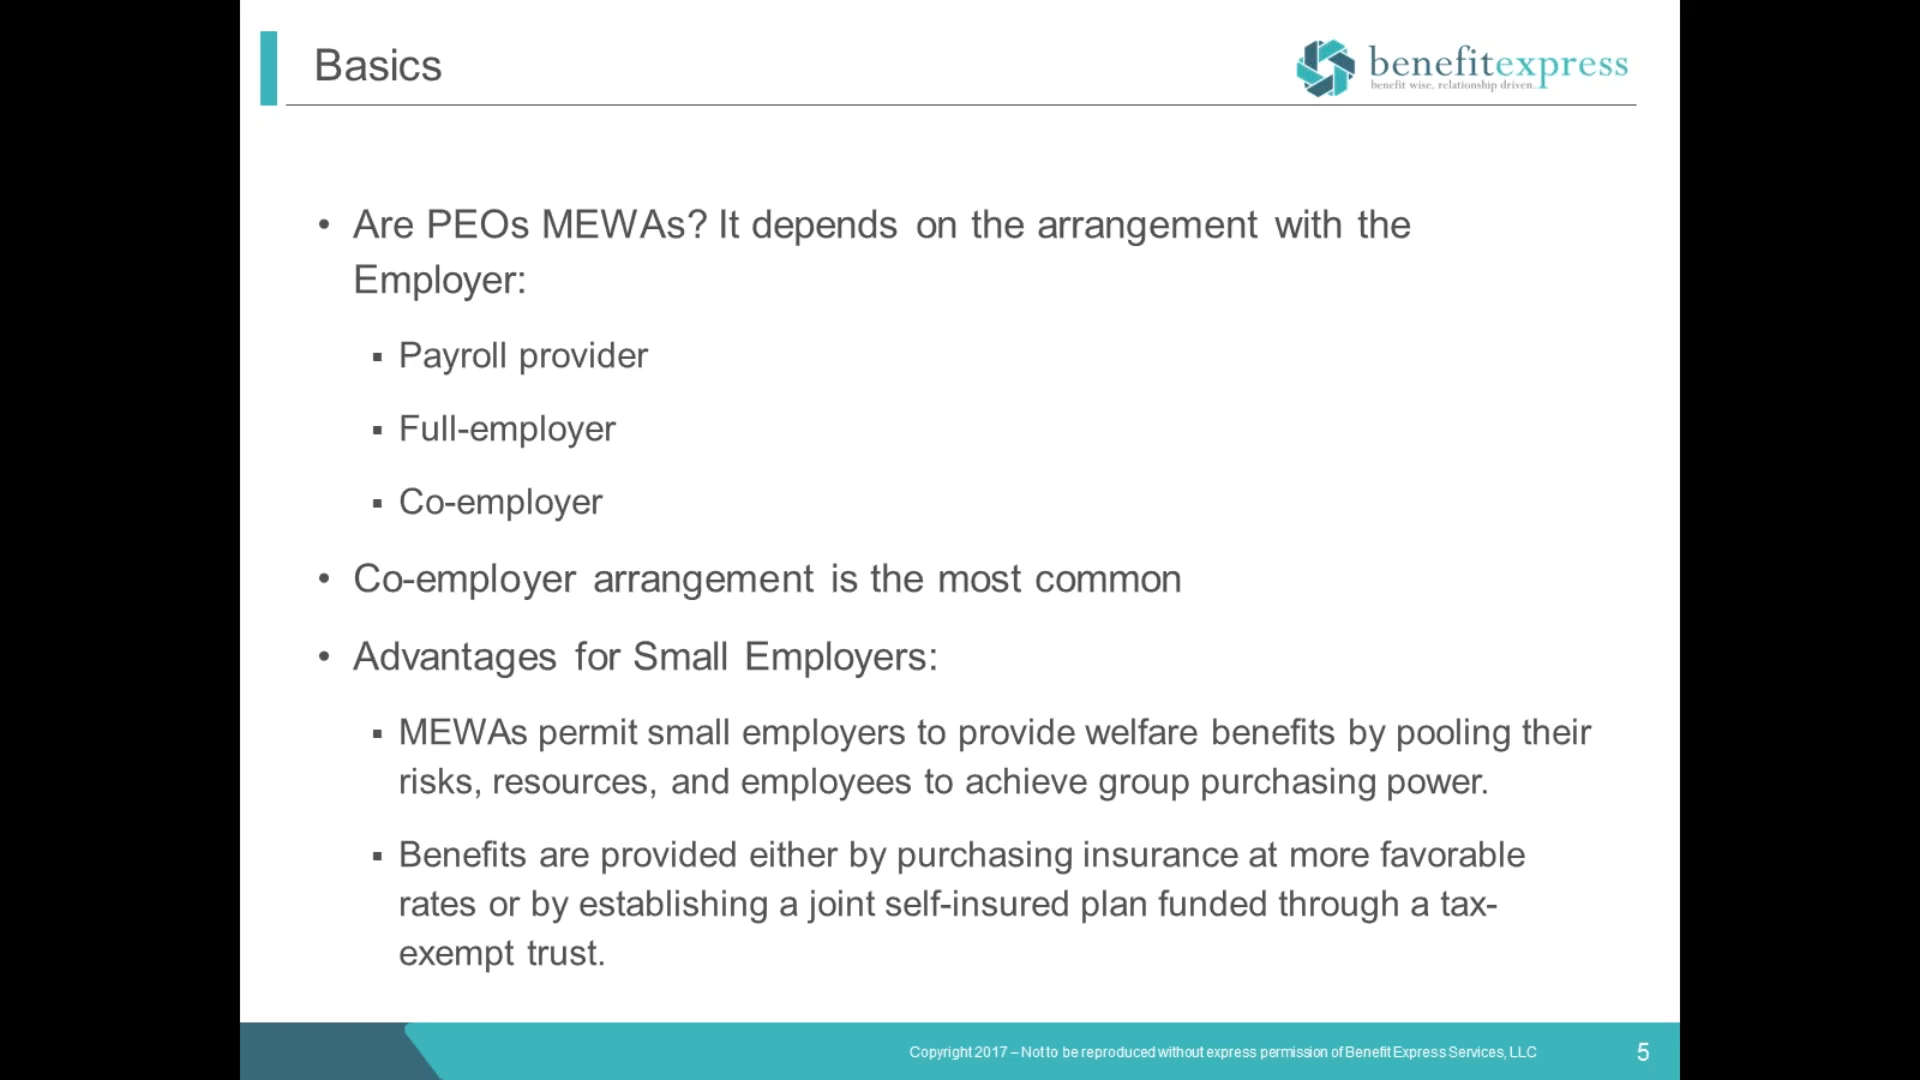 Basics
benefitexpress
benefit wise. relationship driven.
• Are PEOs MEWAs? It depends on the arrangement with the
Employer:
▪ Payroll provider
▪ Full-employer
▪ Co-employer
• Co-employer arrangement is the most common
• Advantages for Small Employers:
▪ MEWAs permit small employers to provide welfare benefits by pooling their
risks, resources, and employees to achieve group purchasing power.
▪ Benefits are provided either by purchasing insurance at more favorable
rates or by establishing a joint self-insured plan funded through a tax-
exempt trust.
Copyright 2017 – Not to be reproduced without express permission of Benefit Express Services, LLC
5